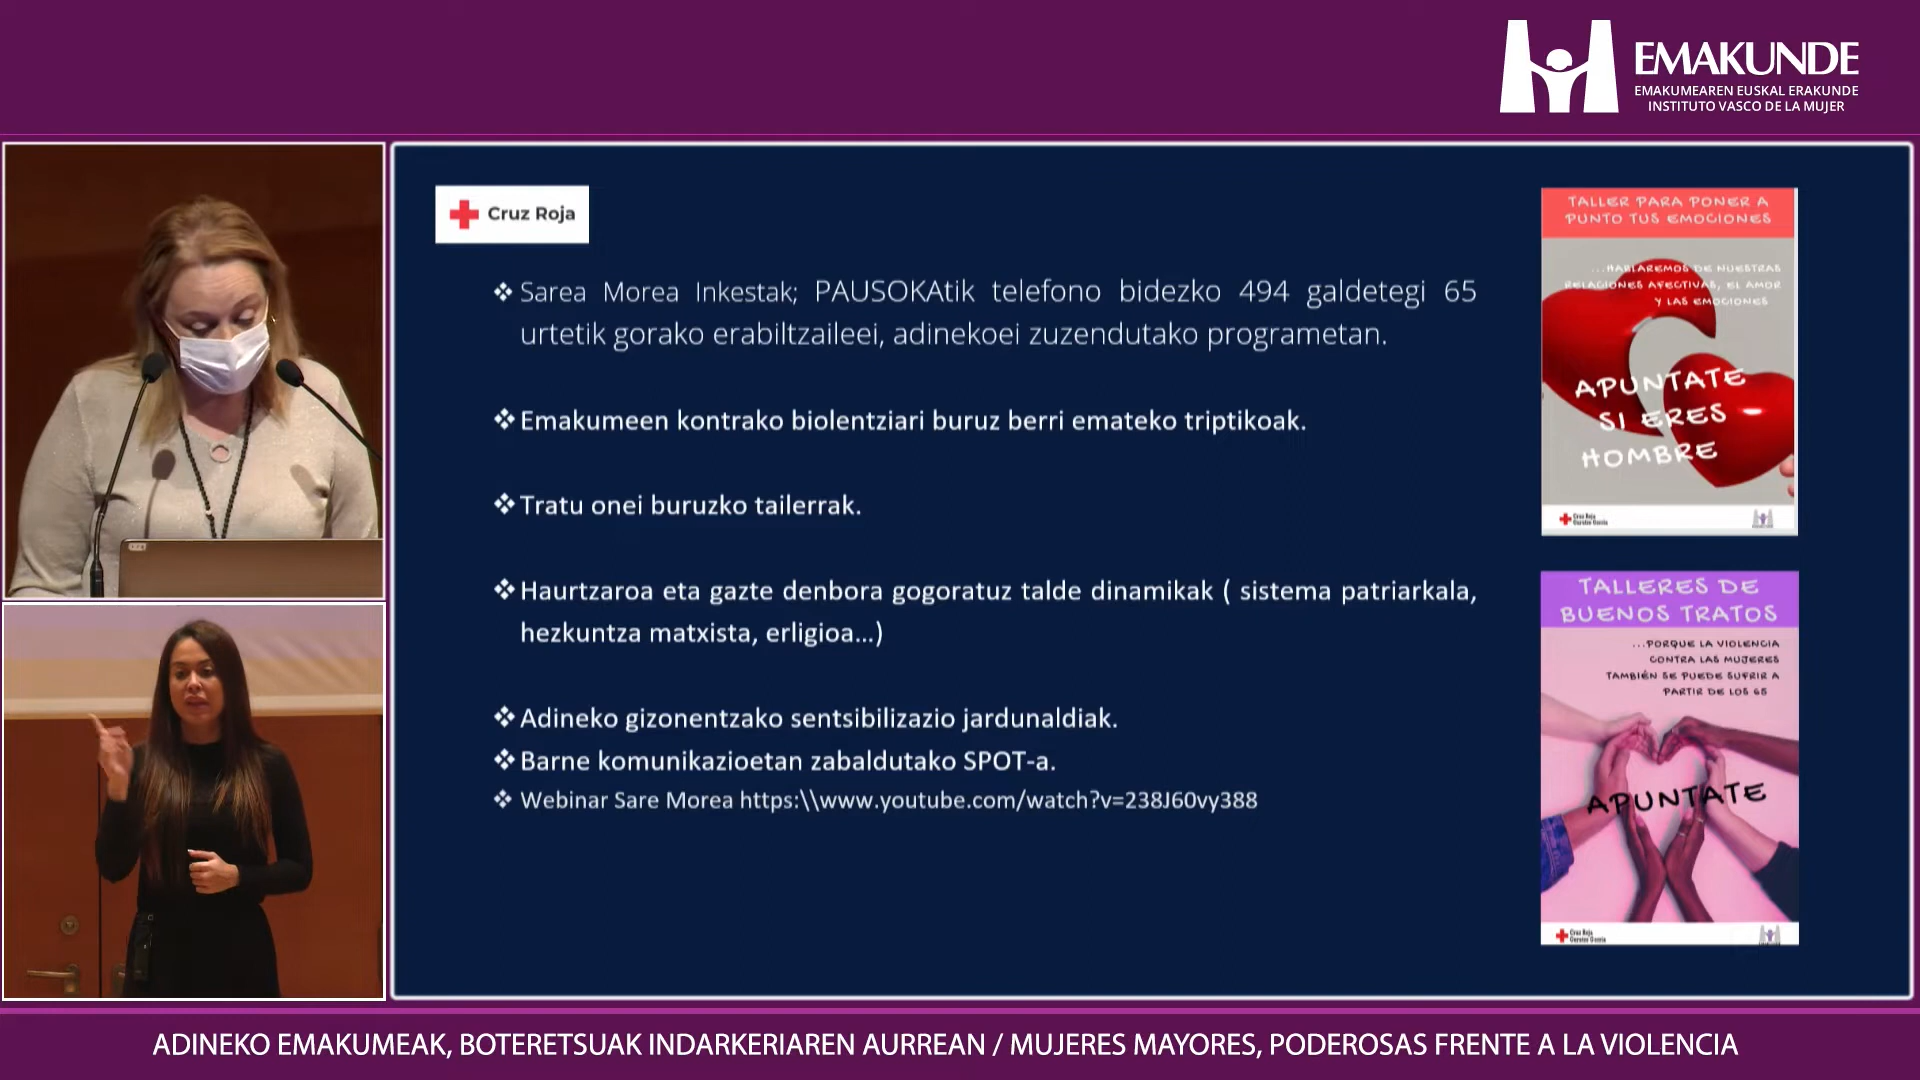 EMAKUNDE
EMAKUMEAREN EUSKAL ERAKUNDE
INSTITUTO VASCO DE LA MUJER
Cruz Roja
❖ Sarea Morea Inkestak; PAUSOKAtik telefono bidezko 494 galdetegi 65
urtetik gorako erabiltzaileei, adinekoei zuzendutako programetan.
❖ Emakumeen kontrako biolentziari buruz berri emateko triptikoak.
❖ Tratu onei buruzko tailerrak.
❖ Haurtzaroa eta gazte denbora gogoratuz talde dinamikak ( sistema patriarkala,
hezkuntza matxista, erligioa...)
❖ Adineko gizonentzako sentsibilizazio jardunaldiak.
❖ Barne komunikazioetan zabaldutako SPOT-a.
❖ Webinar Sare Morea https:\\www.youtube.com/watch?v=238J60vy388
TALLER PARA PONER A
PUNTO TUS EMOCIONES
...HABLAREMOS DE NUESTRAS
RELACIONES AFECTIVAS, EL AMOR
Y LAS EMOCIONES
APUNTATE
SI ERES
HOMBRE
Cruz Roja
TALLERES DE
BUENOS TRATOS
...PORQUE LA VIOLENCIA
CONTRA LAS MUJERES
TAMBIÉN SE PUEDE SUFRIR A
PARTIR DE LOS 65
APUNTATE
Cruz Roja
ADINEKO EMAKUMEAK, BOTERETSUAK INDARKERIAREN AURREAN / MUJERES MAYORES, PODEROSAS FRENTE A LA VIOLENCIA